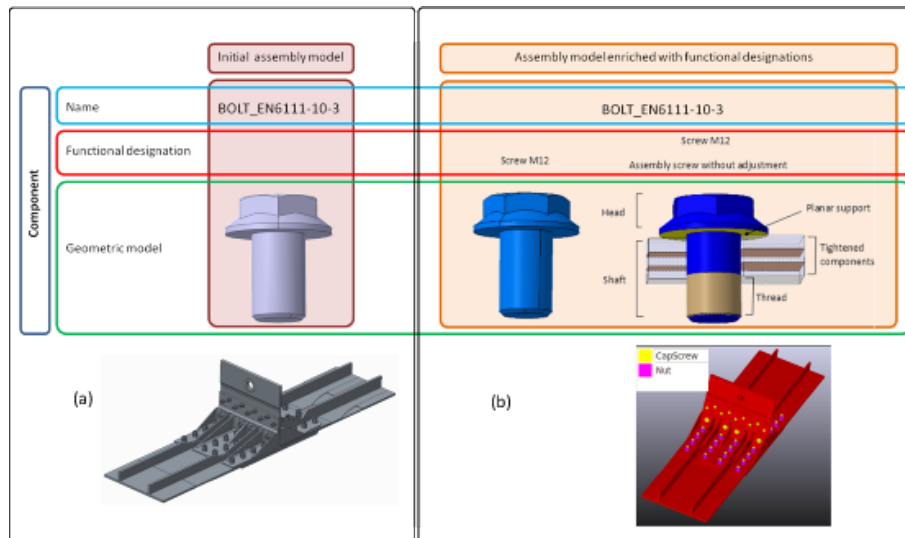 Initial assembly model
Assembly model enriched with functional designations
Component
Name
BOLT_EN6111-10-3
BOLT_EN6111-10-3
Functional designation
Screw M12
Screw M12
Assembly screw without adjustment
Geometric model
Head
Planar support
Tightened
components
Shaft
Thread
(a)
(b)
CapScrew
Nut